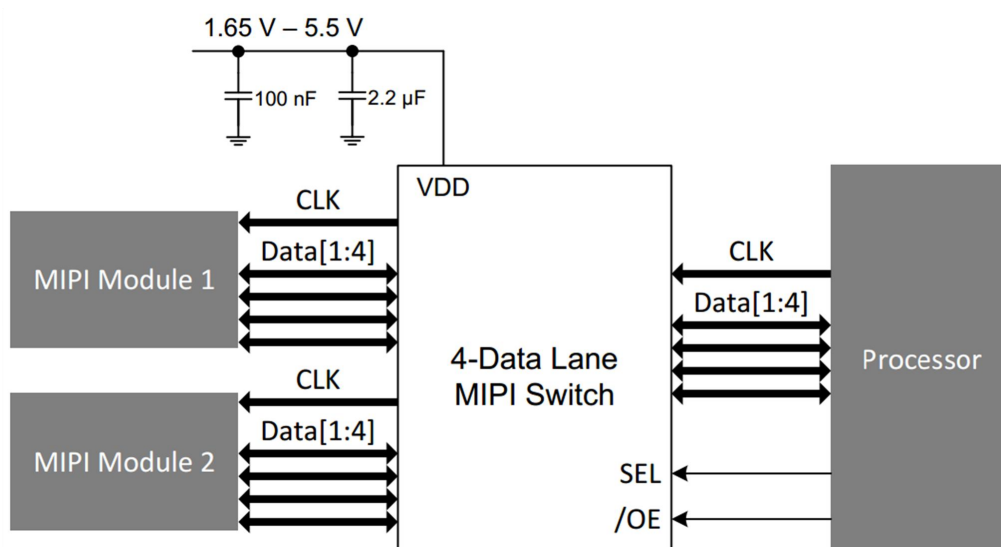 1.65 V – 5.5 V
100 nF
2.2 µF
VDD
CLK
Data[1:4]
MIPI Module 1
CLK
Data[1:4]
MIPI Module 2
4-Data Lane
MIPI Switch
SEL
/OE
CLK
Data[1:4]
Processor